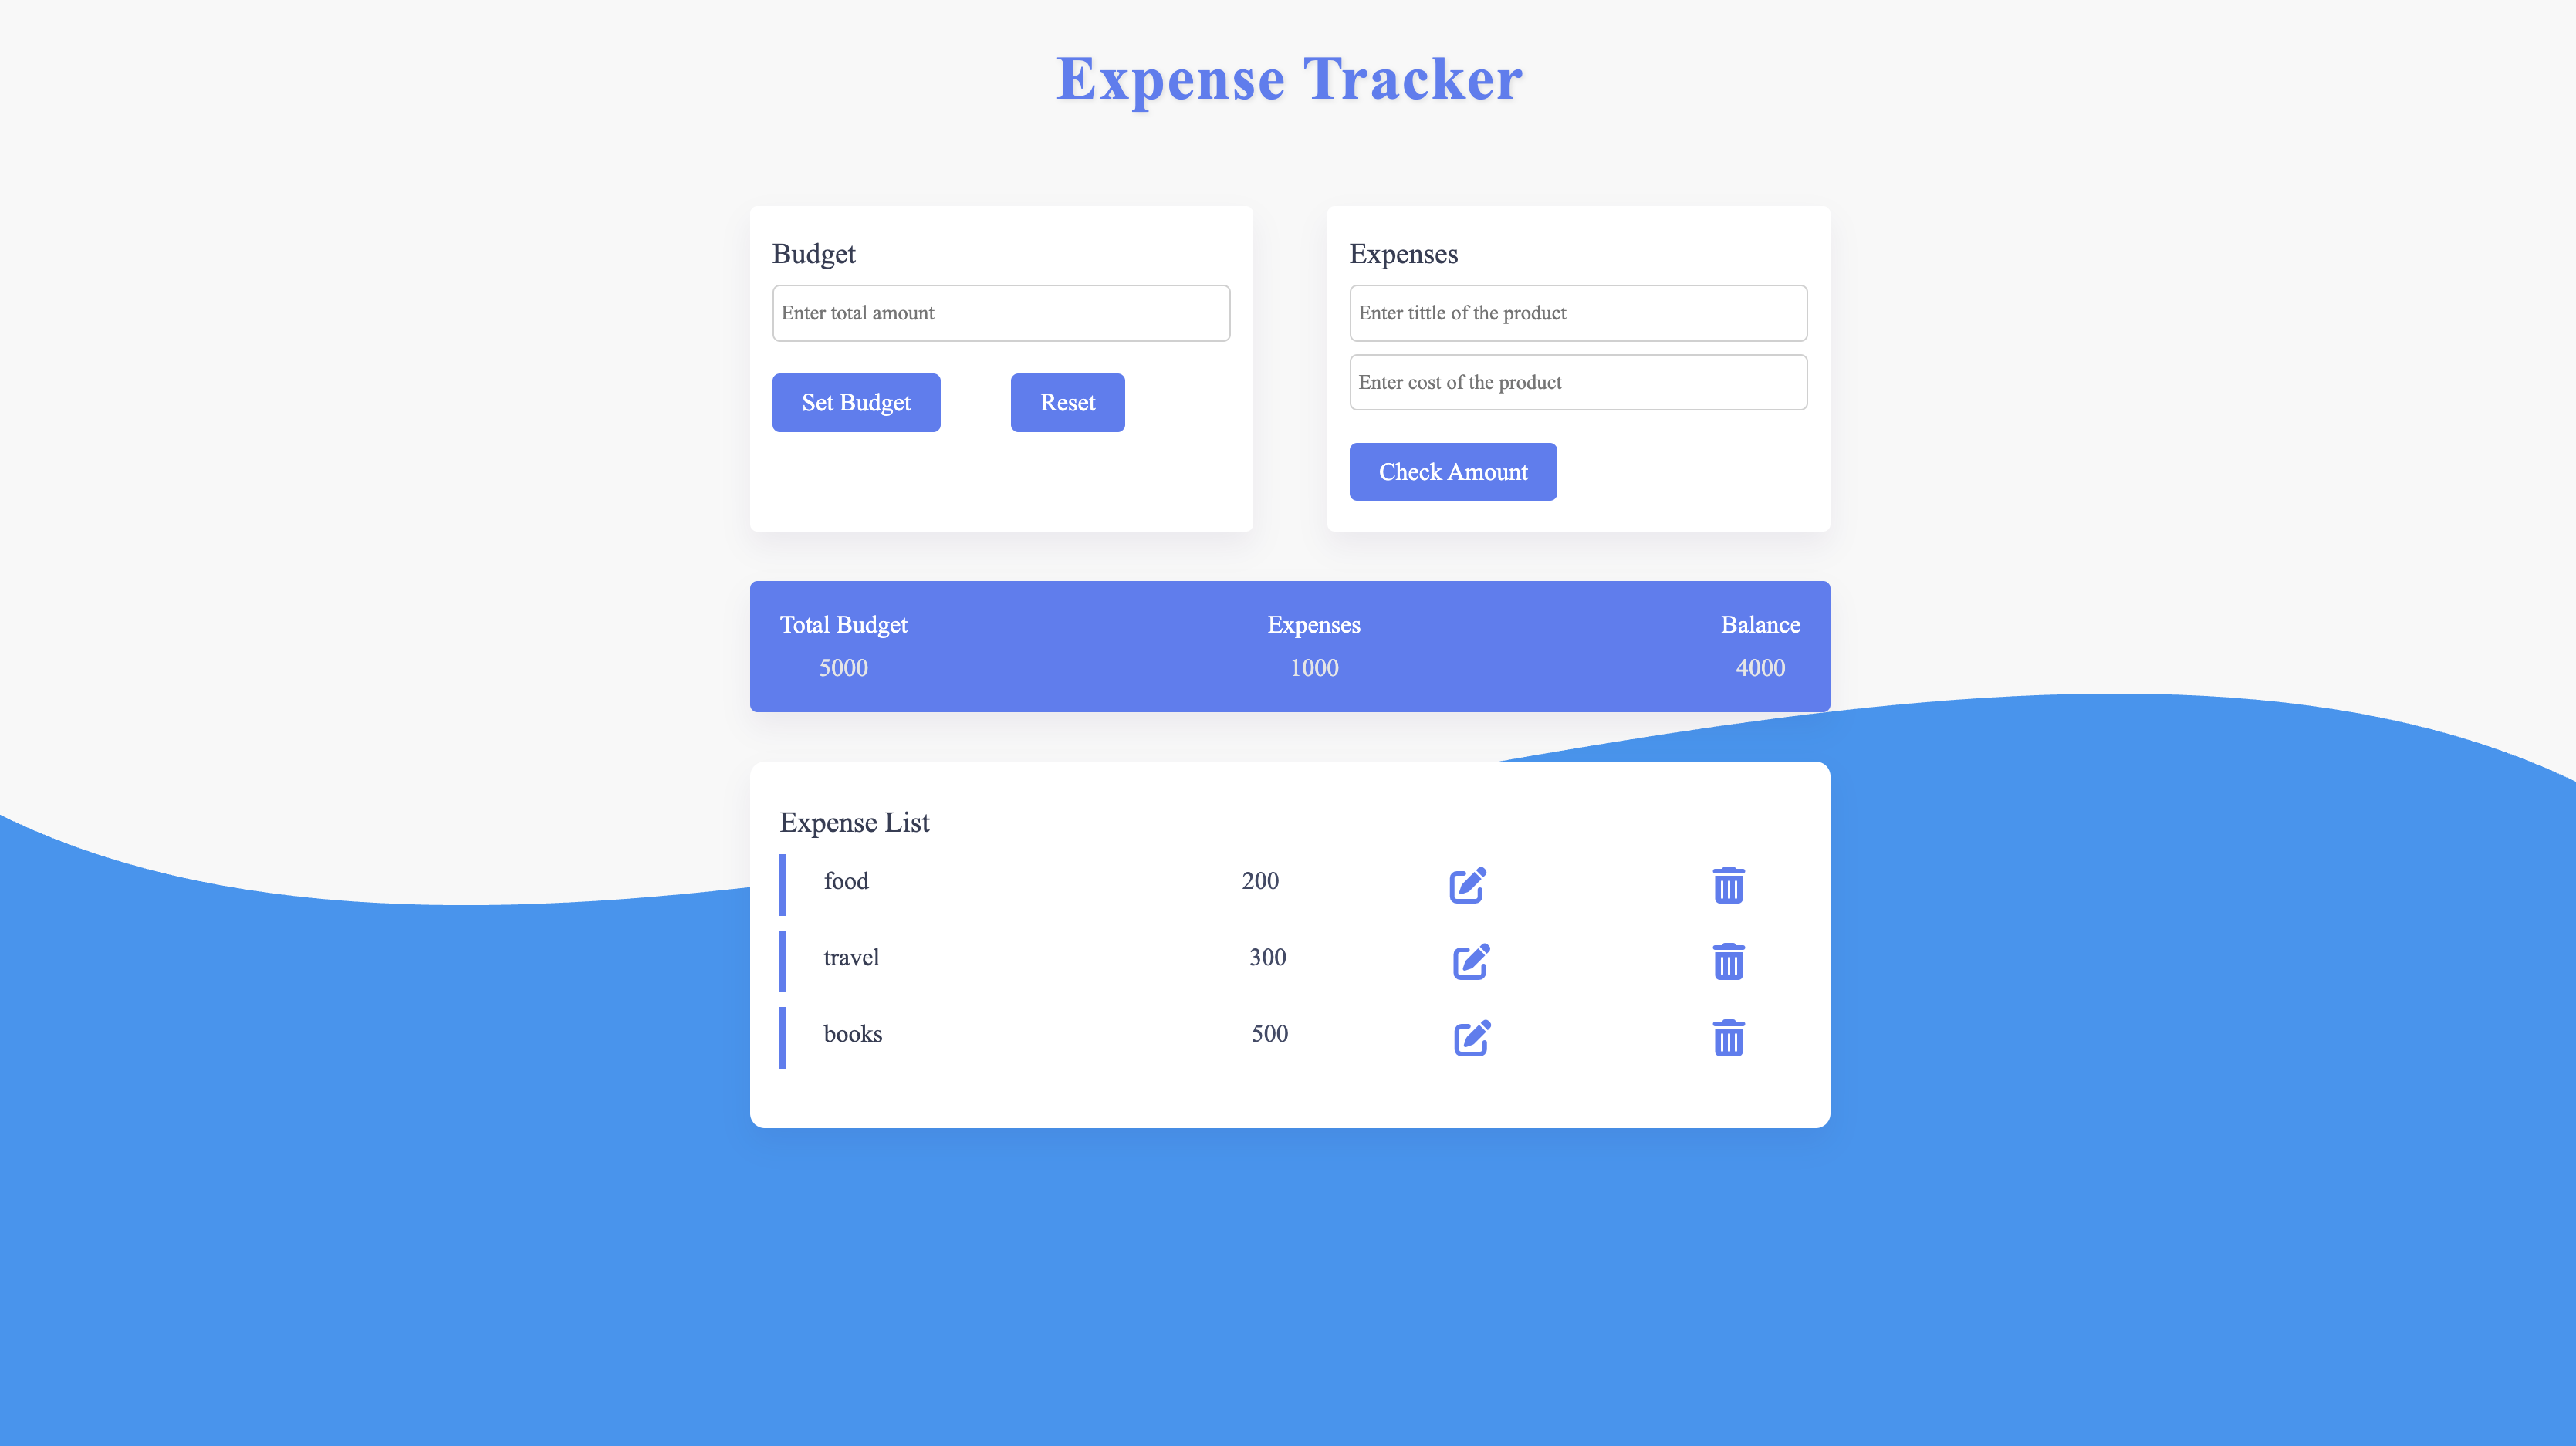 Expense Tracker
Budget
Enter total amount
Set Budget
Reset
Expenses
Enter tittle of the product
Enter cost of the product
Check Amount
Total Budget
5000
Expenses
1000
Balance
4000
Expense List
food 200
travel 300
books 500